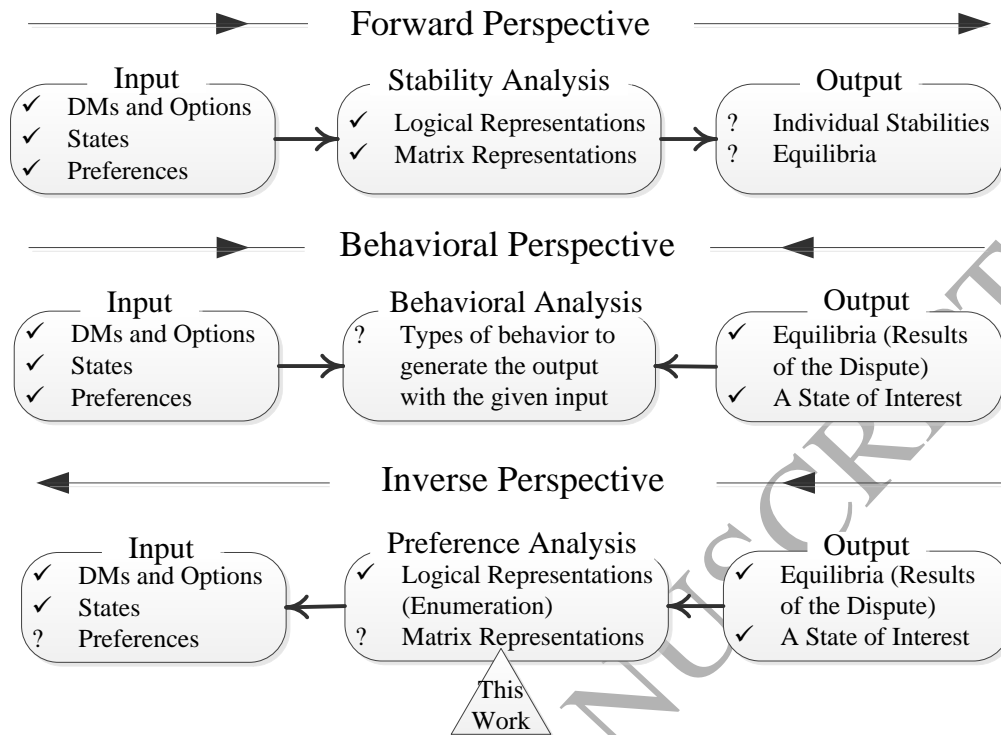 Forward Perspective
Input
Stability Analysis
Output
✓ DMs and Options
✓ States
✓ Preferences
✓ Logical Representations
✓ Matrix Representations
? Individual Stabilities
? Equilibria
Behavioral Perspective
Input
Behavioral Analysis
Output
✓ DMs and Options
✓ States
✓ Preferences
? Types of behavior to
generate the output
with the given input
✓ Equilibria (Results
of the Dispute)
✓ A State of Interest
Inverse Perspective
Input
Preference Analysis
Output
✓ DMs and Options
✓ States
? Preferences
✓ Logical Representations
(Enumeration)
? Matrix Representations
✓ Equilibria (Results
of the Dispute)
✓ A State of Interest
This
Work
NUSCRIPT